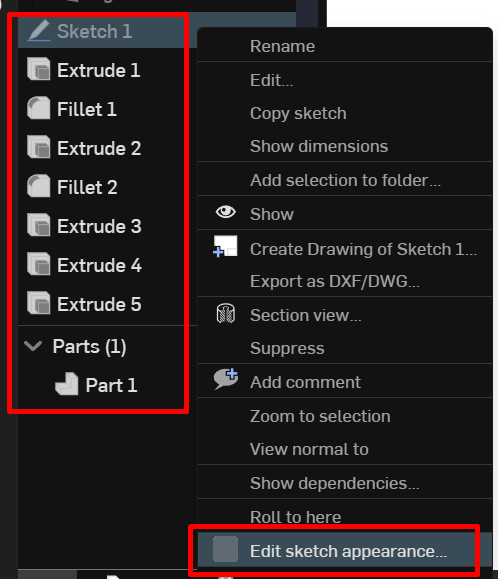 Sketch 1
Extrude 1
Fillet 1
Extrude 2
Fillet 2
Extrude 3
Extrude 4
Extrude 5
Parts (1)
Part 1
Rename
Edit...
Copy sketch
Show dimensions
Add selection to folder...
Show
Create Drawing of Sketch 1...
Export as DXF/DWG...
Section view...
Suppress
Add comment
Zoom to selection
View normal to
Show dependencies...
Roll to here
Edit sketch appearance...